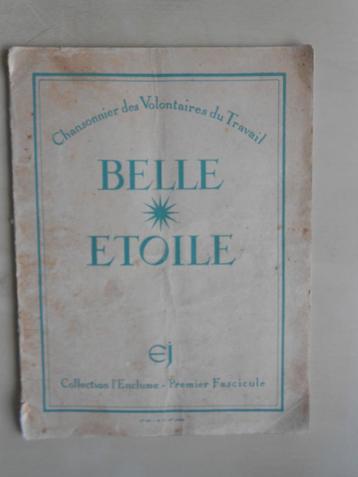 Chansonnier des Volontaires du Travail
BELLE
ETOILE
EJ
Collection l'Enclume - Premier Fascicule